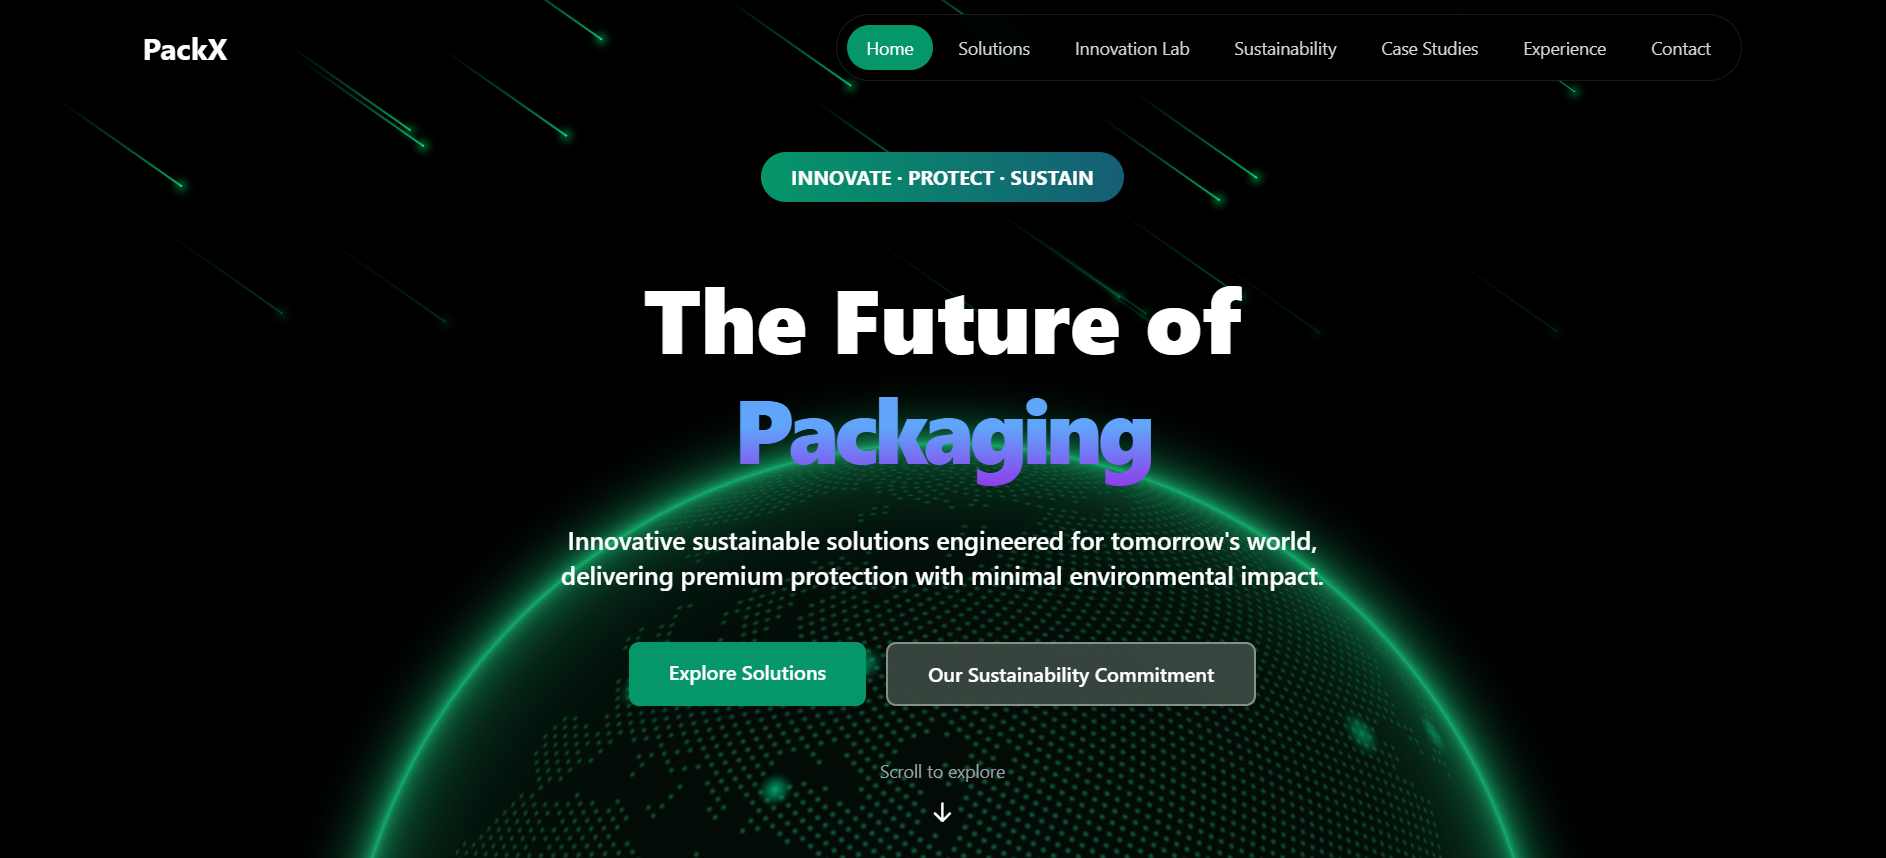 PackX
Home Solutions Innovation Lab Sustainability Case Studies Experience Contact
INNOVATE · PROTECT · SUSTAIN
The Future of
Packaging
Innovative sustainable solutions engineered for tomorrow's world,
delivering premium protection with minimal environmental impact.
Explore Solutions
Our Sustainability Commitment
Scroll to explore